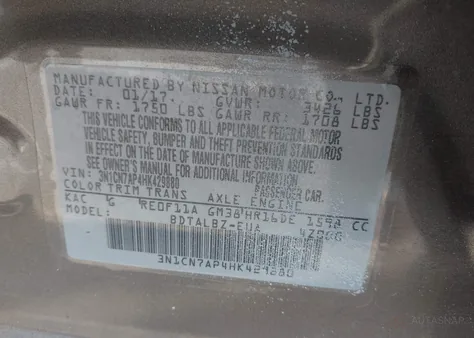 MANUFACTURED BY NISSAN MOTOR CO., LTD.
DATE: 01/17 GVWR: 3426 LBS
GAWR FR: 1750 LBS GAWR RR: 1708 LBS
THIS VEHICLE CONFORMS TO ALL APPLICABLE FEDERAL MOTOR
VEHICLE SAFETY, BUMPER AND THEFT PREVENTION STANDARDS
IN EFFECT ON THE DATE OF MANUFACTURE SHOWN ABOVE.
SEE OWNER'S MANUAL FOR ADDITIONAL INFORMATION
VIN: 3N1CN7AP4HK429880 PASSENGER CAR.
COLOR TRIM TRANS AXLE ENGINE
KAC G RE0F11A GM38 HR16DE 1598 CC
MODEL: BDTALBZ-EUA
3N1CN7AP4HK429880